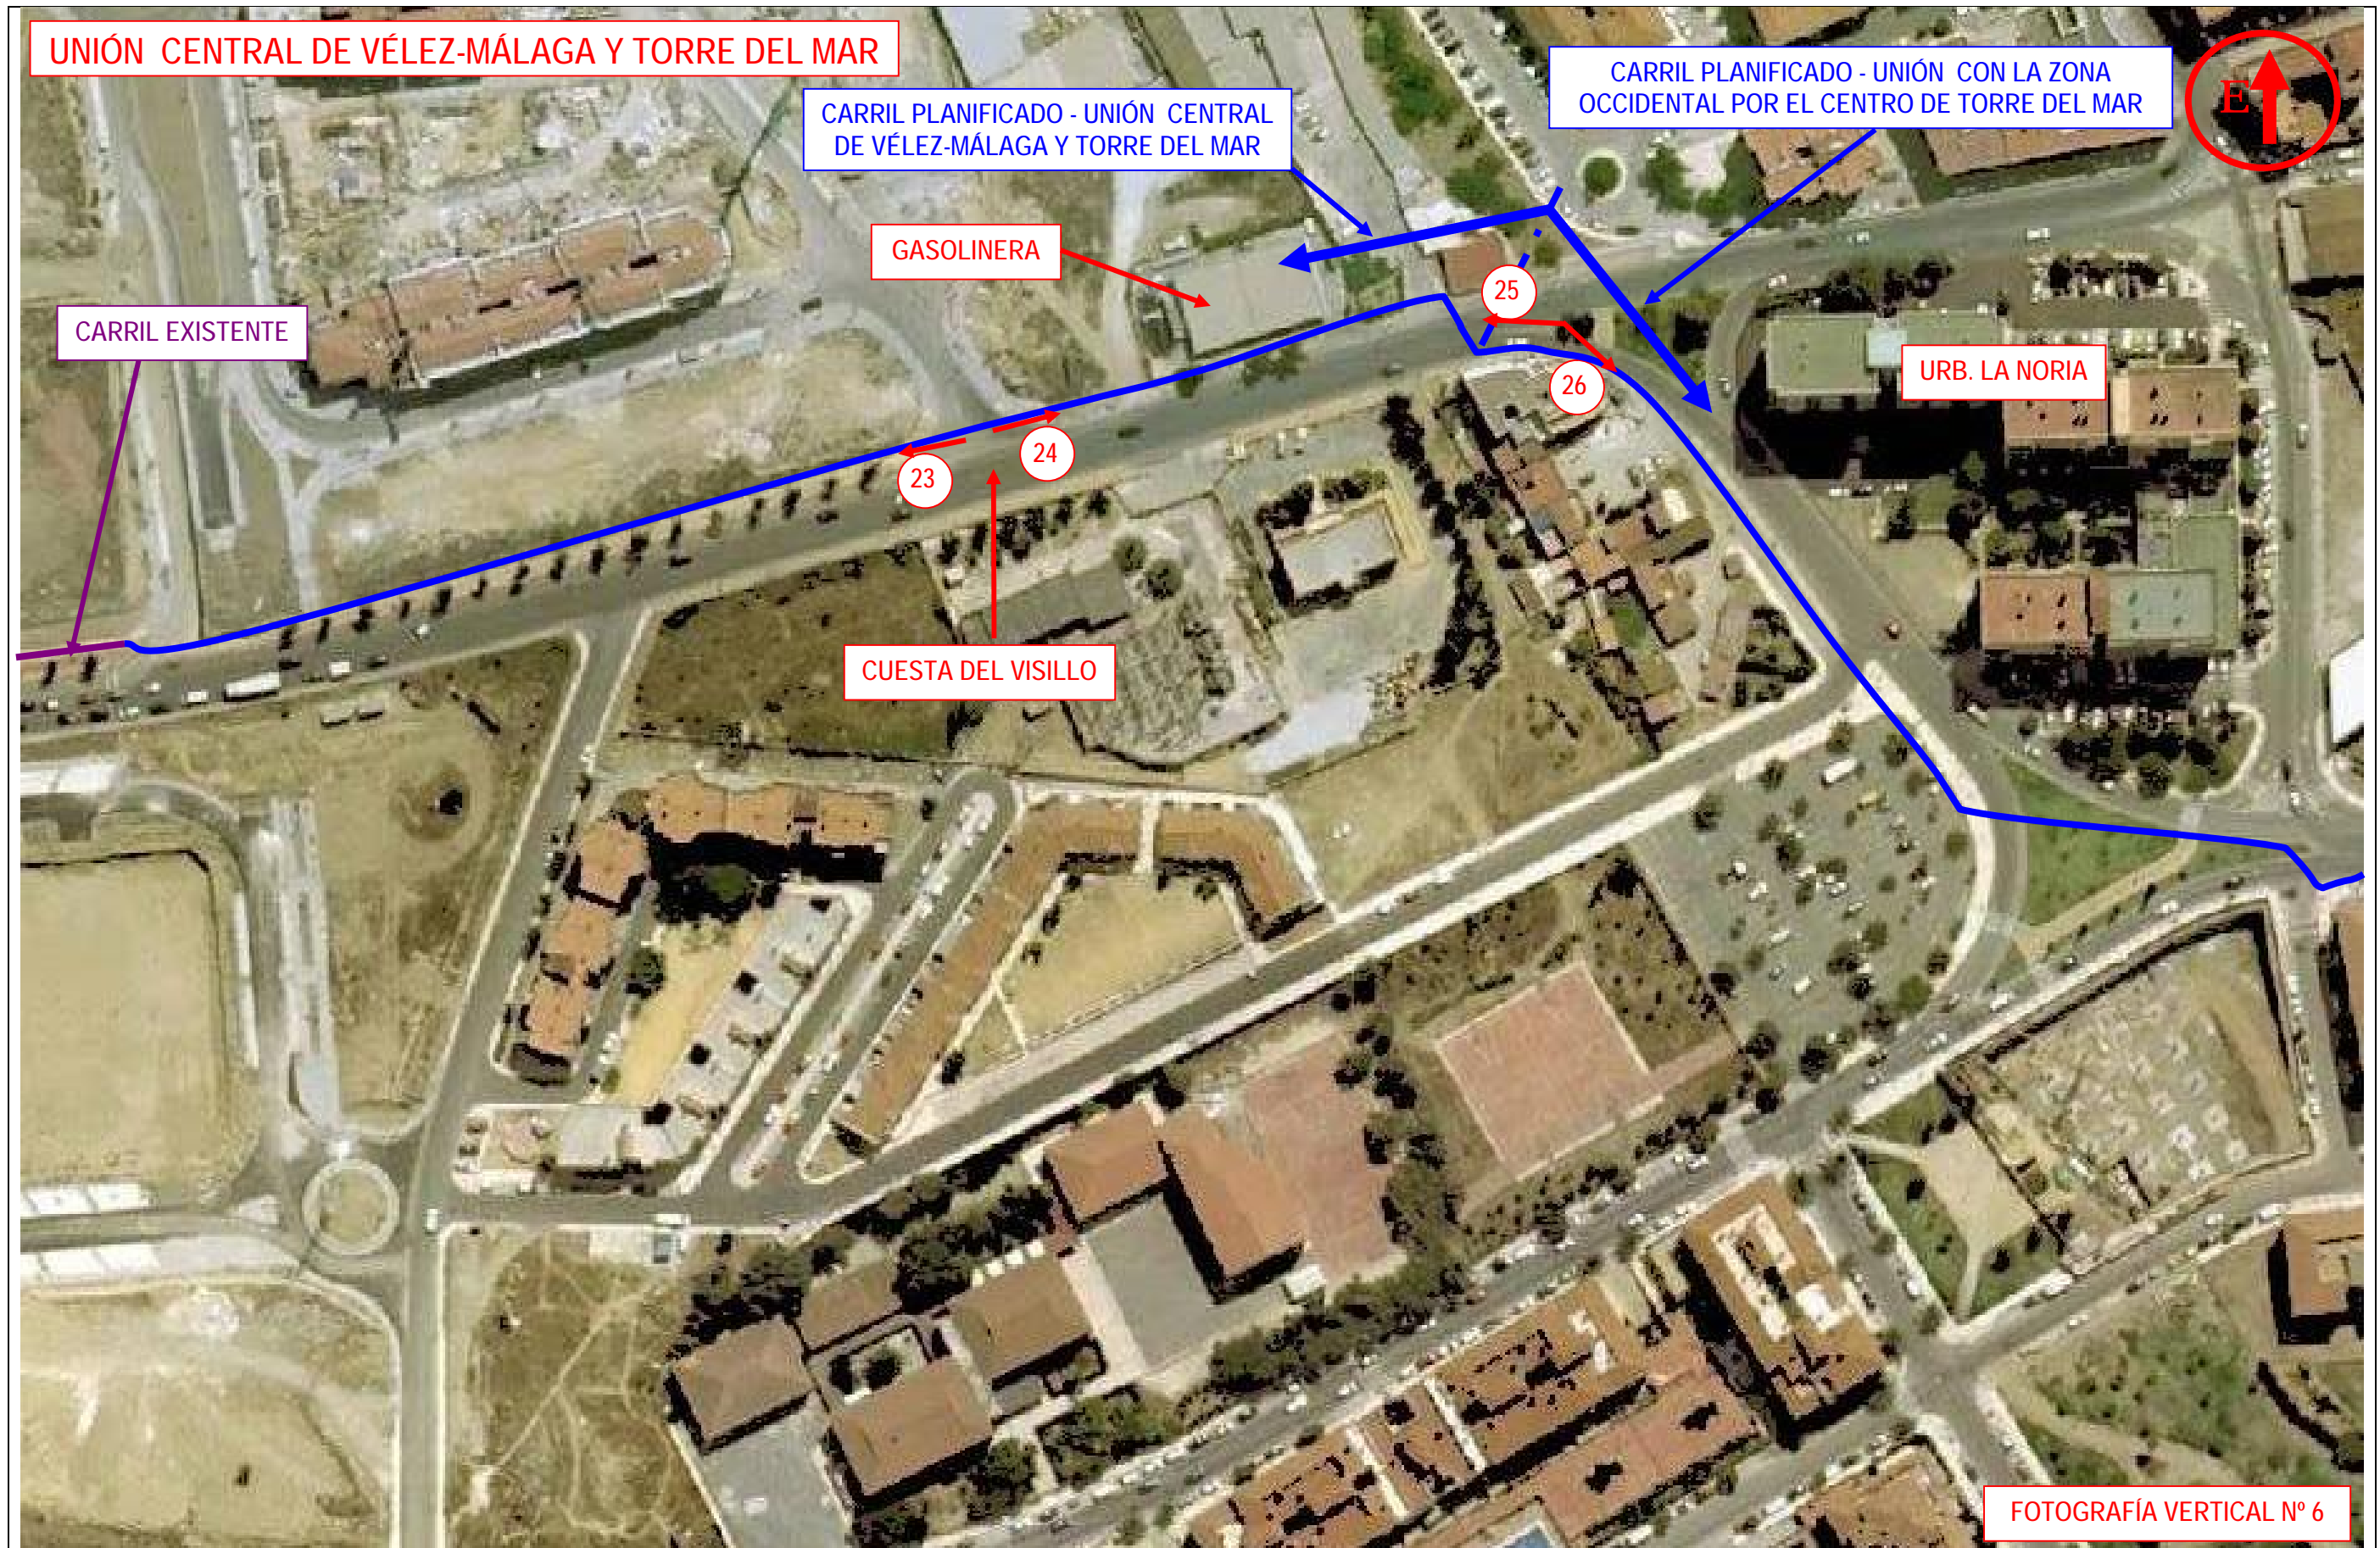 UNIÓN CENTRAL DE VÉLEZ-MÁLAGA Y TORRE DEL MAR
CARRIL PLANIFICADO - UNIÓN CON LA ZONA
OCCIDENTAL POR EL CENTRO DE TORRE DEL MAR
E
CARRIL PLANIFICADO - UNIÓN CENTRAL
DE VÉLEZ-MÁLAGA Y TORRE DEL MAR
GASOLINERA
25
CARRIL EXISTENTE
URB. LA NORIA
26
24
23
CUESTA DEL VISILLO
FOTOGRAFÍA VERTICAL Nº 6